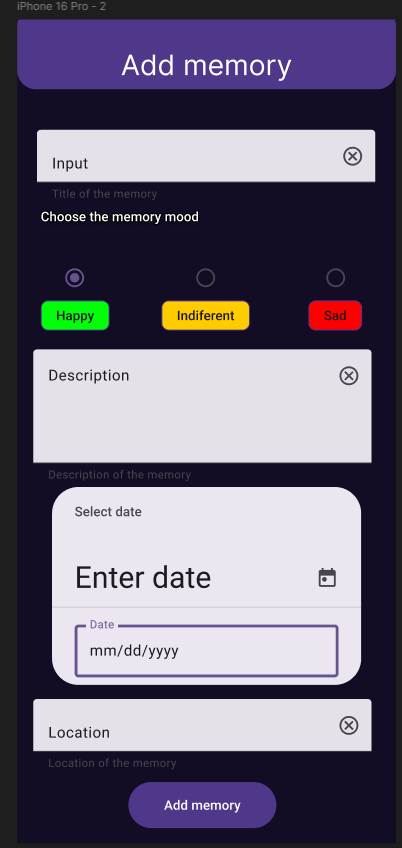 iPhone 16 Pro - 2
Add memory
Input
Title of the memory
Choose the memory mood
Happy Indiferent Sad
Description
Description of the memory
Select date
Enter date
Date
mm/dd/yyyy
Location
Location of the memory
Add memory